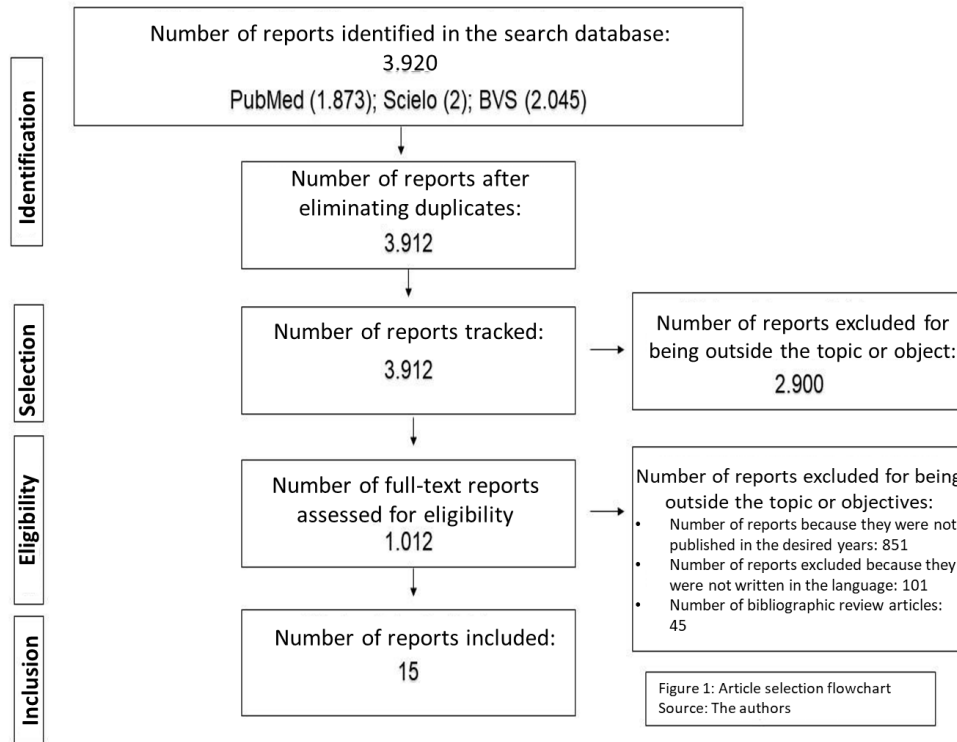 Identification
Number of reports identified in the search database:
3.920
PubMed (1.873); Scielo (2); BVS (2.045)
Number of reports after
eliminating duplicates:
3.912
Selection
Number of reports tracked:
3.912
Number of reports excluded for
being outside the topic or object:
2.900
Eligibility
Number of full-text reports
assessed for eligibility
1.012
Number of reports excluded for being
outside the topic or objectives:
• Number of reports because they were not
published in the desired years: 851
• Number of reports excluded because they
were not written in the language: 101
• Number of bibliographic review articles:
45
Inclusion
Number of reports included:
15
Figure 1: Article selection flowchart
Source: The authors